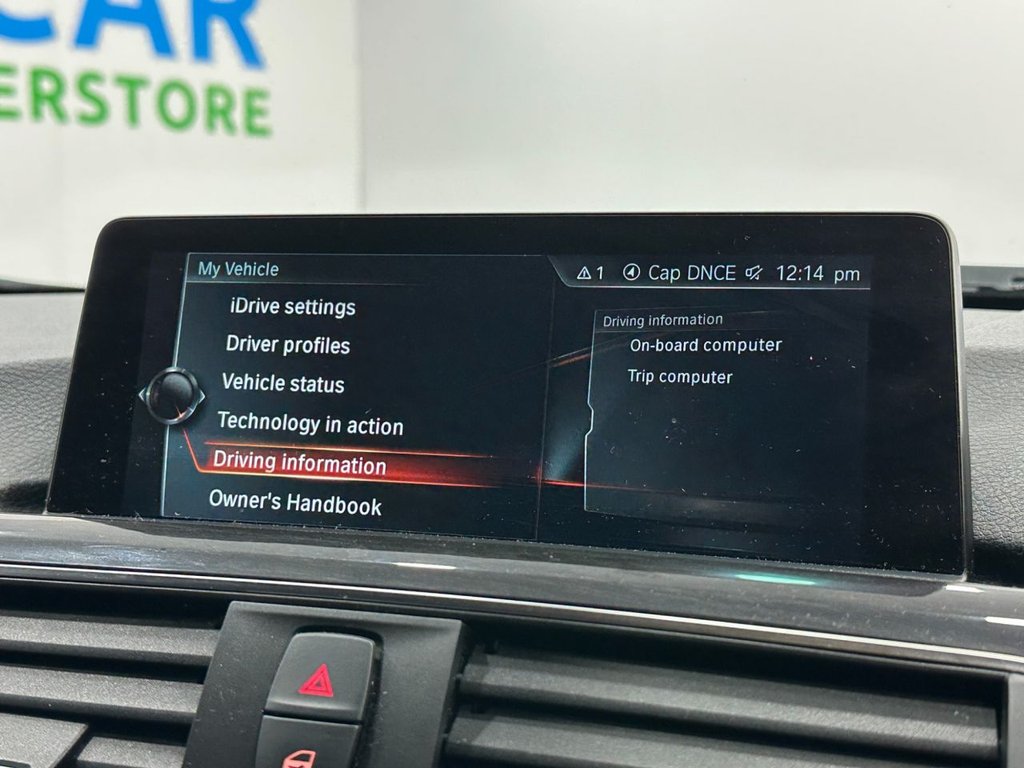 CAR
ERSTORE
My Vehicle
iDrive settings
Driver profiles
Vehicle status
Technology in action
Driving information
Owner's Handbook
1 Cap DNCE 12:14 pm
Driving information
On-board computer
Trip computer